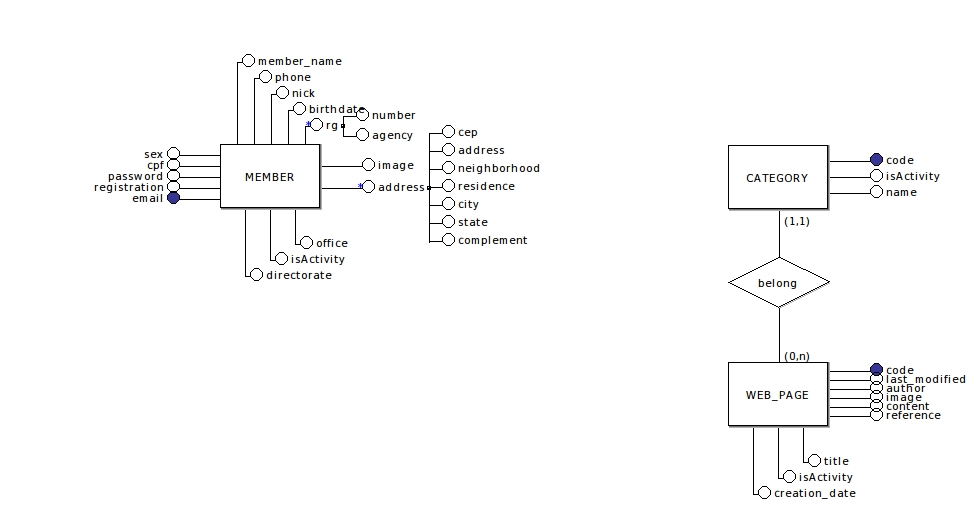 member_name
phone
nick
birthdate
* rg
number
agency
sex
cpf
password
registration
email
MEMBER
image
* address
cep
address
neighborhood
residence
city
state
complement
office
isActivity
directorate
CATEGORY
code
isActivity
name
(1,1)
belong
(0,n)
WEB_PAGE
code
last_modified
author
image
content
reference
title
isActivity
creation_date